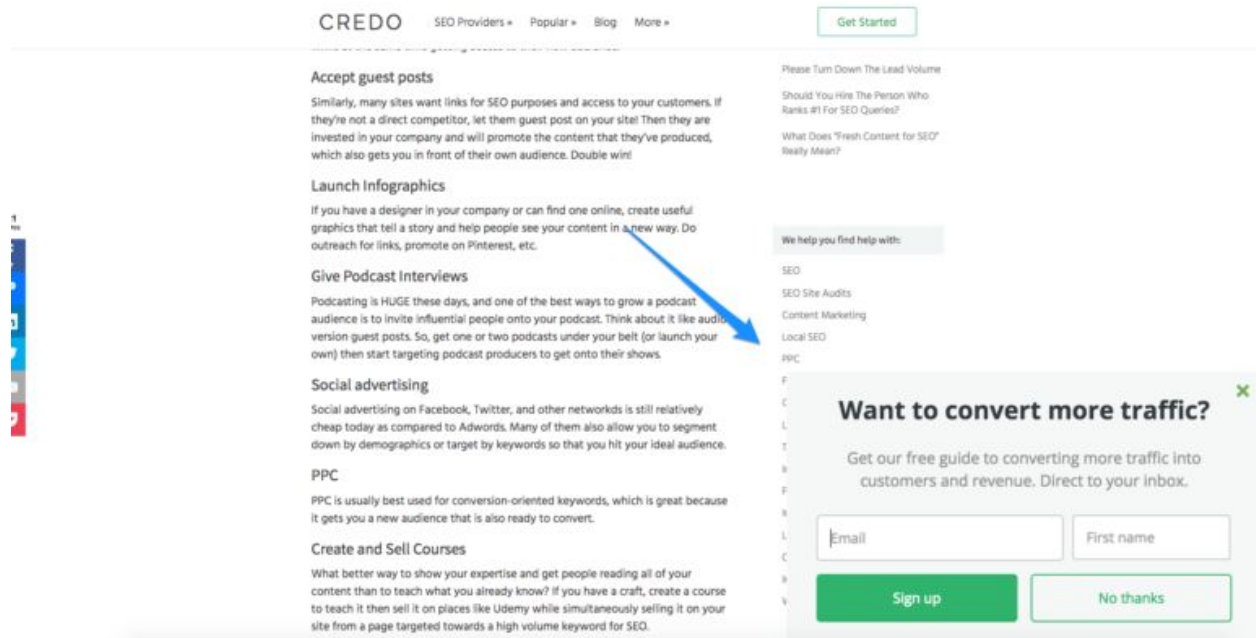 CREDO
SEO Providers »
Popular »
Blog
More »
Get Started
Accept guest posts
Similarly, many sites want links for SEO purposes and access to your customers. If
they're not a direct competitor, let them guest post on your site! Then they are
invested in your company and will promote the content that they've produced,
which also gets you in front of their own audience. Double win!
Launch Infographics
If you have a designer in your company or can find one online, create useful
graphics that tell a story and help people see your content in a new way. Do
outreach for links, promote on Pinterest, etc.
Give Podcast Interviews
Podcasting is HUGE these days, and one of the best ways to grow a podcast
audience is to invite influential people onto your podcast. Think about it like audio
version guest posts. So, get one or two podcasts under your belt (or launch your
own) then start targeting podcast producers to get onto their shows.
Social advertising
Social advertising on Facebook, Twitter, and other networkds is still relatively
cheap today as compared to Adwords. Many of them also allow you to segment
down by demographics or target by keywords so that you hit your ideal audience.
PPC
PPC is usually best used for conversion-oriented keywords, which is great because
it gets you a new audience that is also ready to convert.
Create and Sell Courses
What better way to show your expertise and get people reading all of your
content than to teach what you already know? If you have a craft, create a course
to teach it then sell it on places like Udemy while simultaneously selling it on your
site from a page targeted towards a high volume keyword for SEO.
Please Turn Down The Lead Volume
Should You Hire The Person Who
Ranks #1 For SEO Queries?
What Does "Fresh Content for SEO"
Really Mean?
We help you find help with:
SEO
SEO Site Audits
Content Marketing
Local SEO
PPC
Want to convert more traffic?
Get our free guide to converting more traffic into
customers and revenue. Direct to your inbox.
Email
First name
Sign up
No thanks